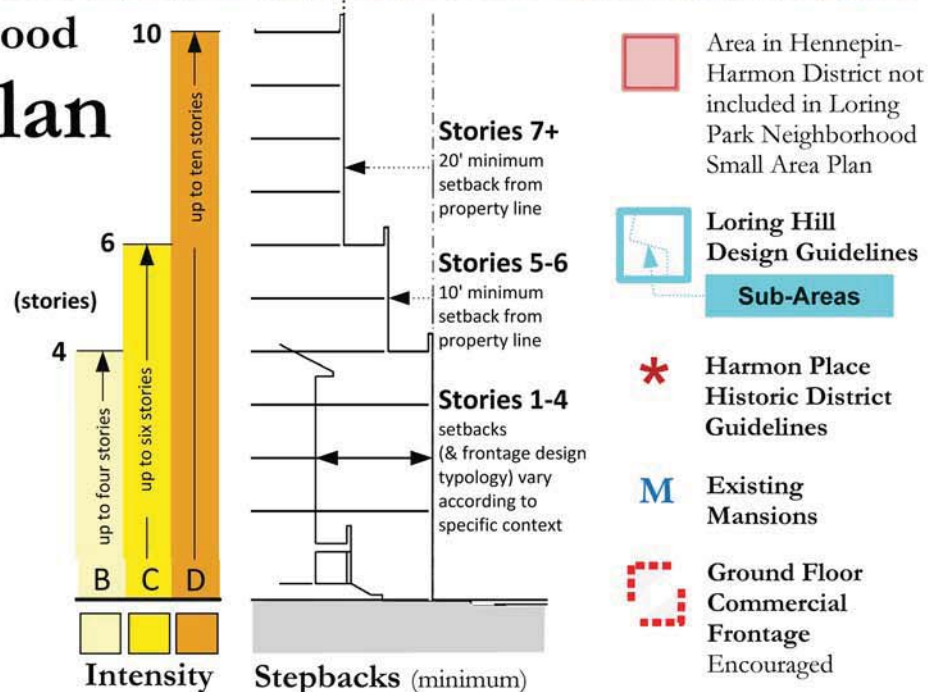 ood
lan
10
6
(stories)
4
up to four stories
up to six stories
up to ten stories
B
C
D
Intensity
Stories 7+
20' minimum
setback from
property line
Stories 5-6
10' minimum
setback from
property line
Stories 1-4
setbacks
(& frontage design
typology) vary
according to
specific context
Stepbacks (minimum)
Area in Hennepin-
Harmon District not
included in Loring
Park Neighborhood
Small Area Plan
Loring Hill
Design Guidelines
Sub-Areas
* Harmon Place
Historic District
Guidelines
M Existing
Mansions
Ground Floor
Commercial
Frontage
Encouraged